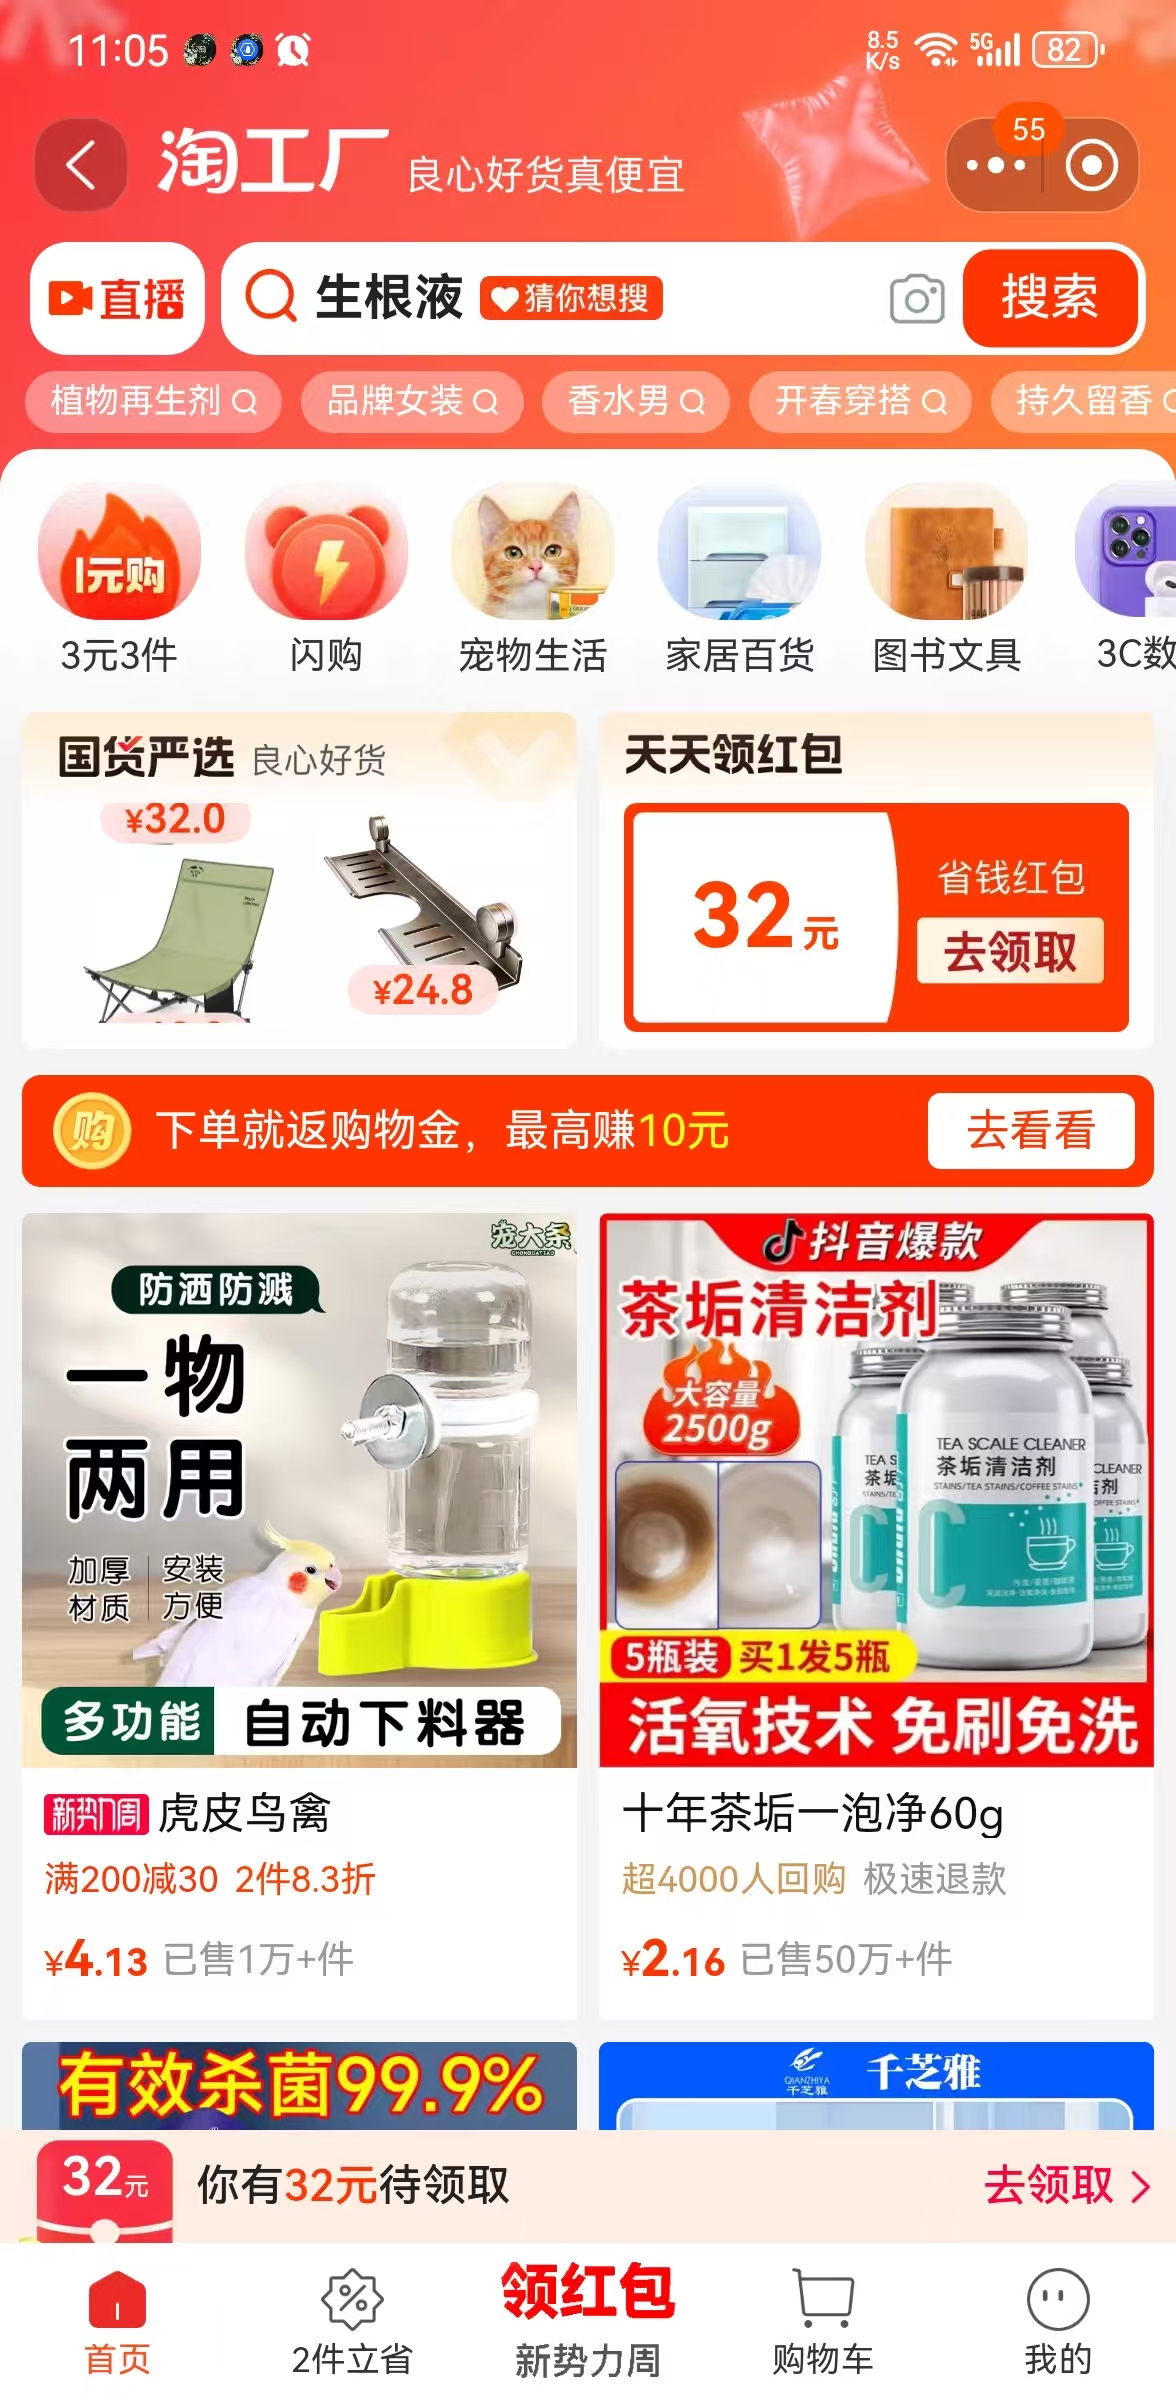 11:05
8.5 K/s 5G 82
淘工厂 良心好货真便宜
55
直播 生根液 猜你想搜 搜索
植物再生剂 品牌女装 香水男 开春穿搭 持久留香
1元购
3元3件 闪购 宠物生活 家居百货 图书文具 3C数
国货严选 良心好货
天天领红包
¥32.0
¥24.8
32元
省钱红包
去领取
购 下单就返购物金，最高赚10元 去看看
宠大条
CHONGDATIAO
防洒防溅
一物
两用
加厚 安装
材质 方便
多功能 自动下料器
抖音爆款
茶垢清洁剂
大容量
2500g
TEA SCALE CLEANER
茶垢清洁剂
STAINS/TEA STAINS/COFFEE STAINS
5瓶装 买1发5瓶
活氧技术 免刷免洗
新势力周 虎皮鸟禽
满200减30 2件8.3折
¥4.13 已售1万+件
十年茶垢一泡净60g
超4000人回购 极速退款
¥2.16 已售50万+件
有效杀菌99.9%
QIANZHIYA
千芝雅 千芝雅
32元 你有32元待领取 去领取
首页
2件立省
领红包
新势力周
购物车
我的